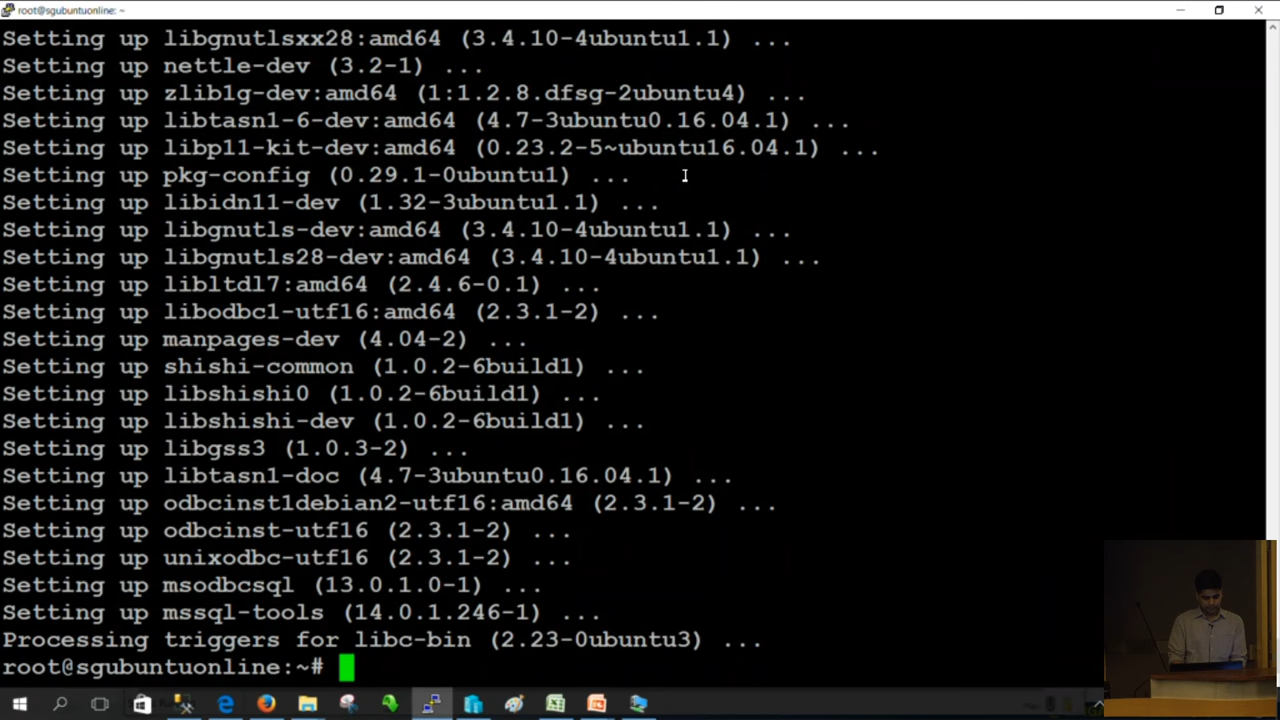 root@sgubuntuonline: ~
Setting up libgnutlsxx28:amd64 (3.4.10-4ubuntu1.1) ...
Setting up nettle-dev (3.2-1) ...
Setting up zlib1g-dev:amd64 (1:1.2.8.dfsg-2ubuntu4) ...
Setting up libtasn1-6-dev:amd64 (4.7-3ubuntu0.16.04.1) ...
Setting up libp11-kit-dev:amd64 (0.23.2-5~ubuntu16.04.1) ...
Setting up pkg-config (0.29.1-0ubuntu1) ...
Setting up libidn11-dev (1.32-3ubuntu1.1) ...
Setting up libgnutls-dev:amd64 (3.4.10-4ubuntu1.1) ...
Setting up libgnutls28-dev:amd64 (3.4.10-4ubuntu1.1) ...
Setting up libltdl7:amd64 (2.4.6-0.1) ...
Setting up libodbc1-utf16:amd64 (2.3.1-2) ...
Setting up manpages-dev (4.04-2) ...
Setting up shishi-common (1.0.2-6build1) ...
Setting up libshishi0 (1.0.2-6build1) ...
Setting up libshishi-dev (1.0.2-6build1) ...
Setting up libgss3 (1.0.3-2) ...
Setting up libtasn1-doc (4.7-3ubuntu0.16.04.1) ...
Setting up odbcinst1debian2-utf16:amd64 (2.3.1-2) ...
Setting up odbcinst-utf16 (2.3.1-2) ...
Setting up unixodbc-utf16 (2.3.1-2) ...
Setting up msodbcsql (13.0.1.0-1) ...
Setting up mssql-tools (14.0.1.246-1) ...
Processing triggers for libc-bin (2.23-0ubuntu3) ...
root@sgubuntuonline:~#